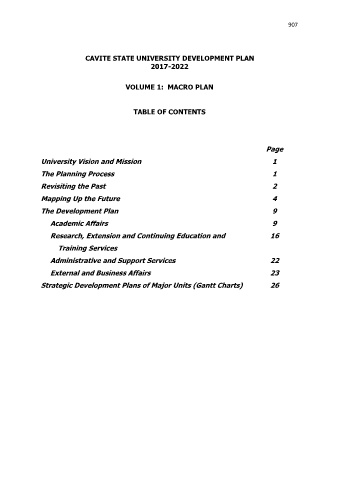 907
CAVITE STATE UNIVERSITY DEVELOPMENT PLAN
2017-2022
VOLUME 1: MACRO PLAN
TABLE OF CONTENTS
Page
University Vision and Mission 1
The Planning Process 1
Revisiting the Past 2
Mapping Up the Future 4
The Development Plan 9
Academic Affairs 9
Research, Extension and Continuing Education and 16
Training Services
Administrative and Support Services 22
External and Business Affairs 23
Strategic Development Plans of Major Units (Gantt Charts) 26